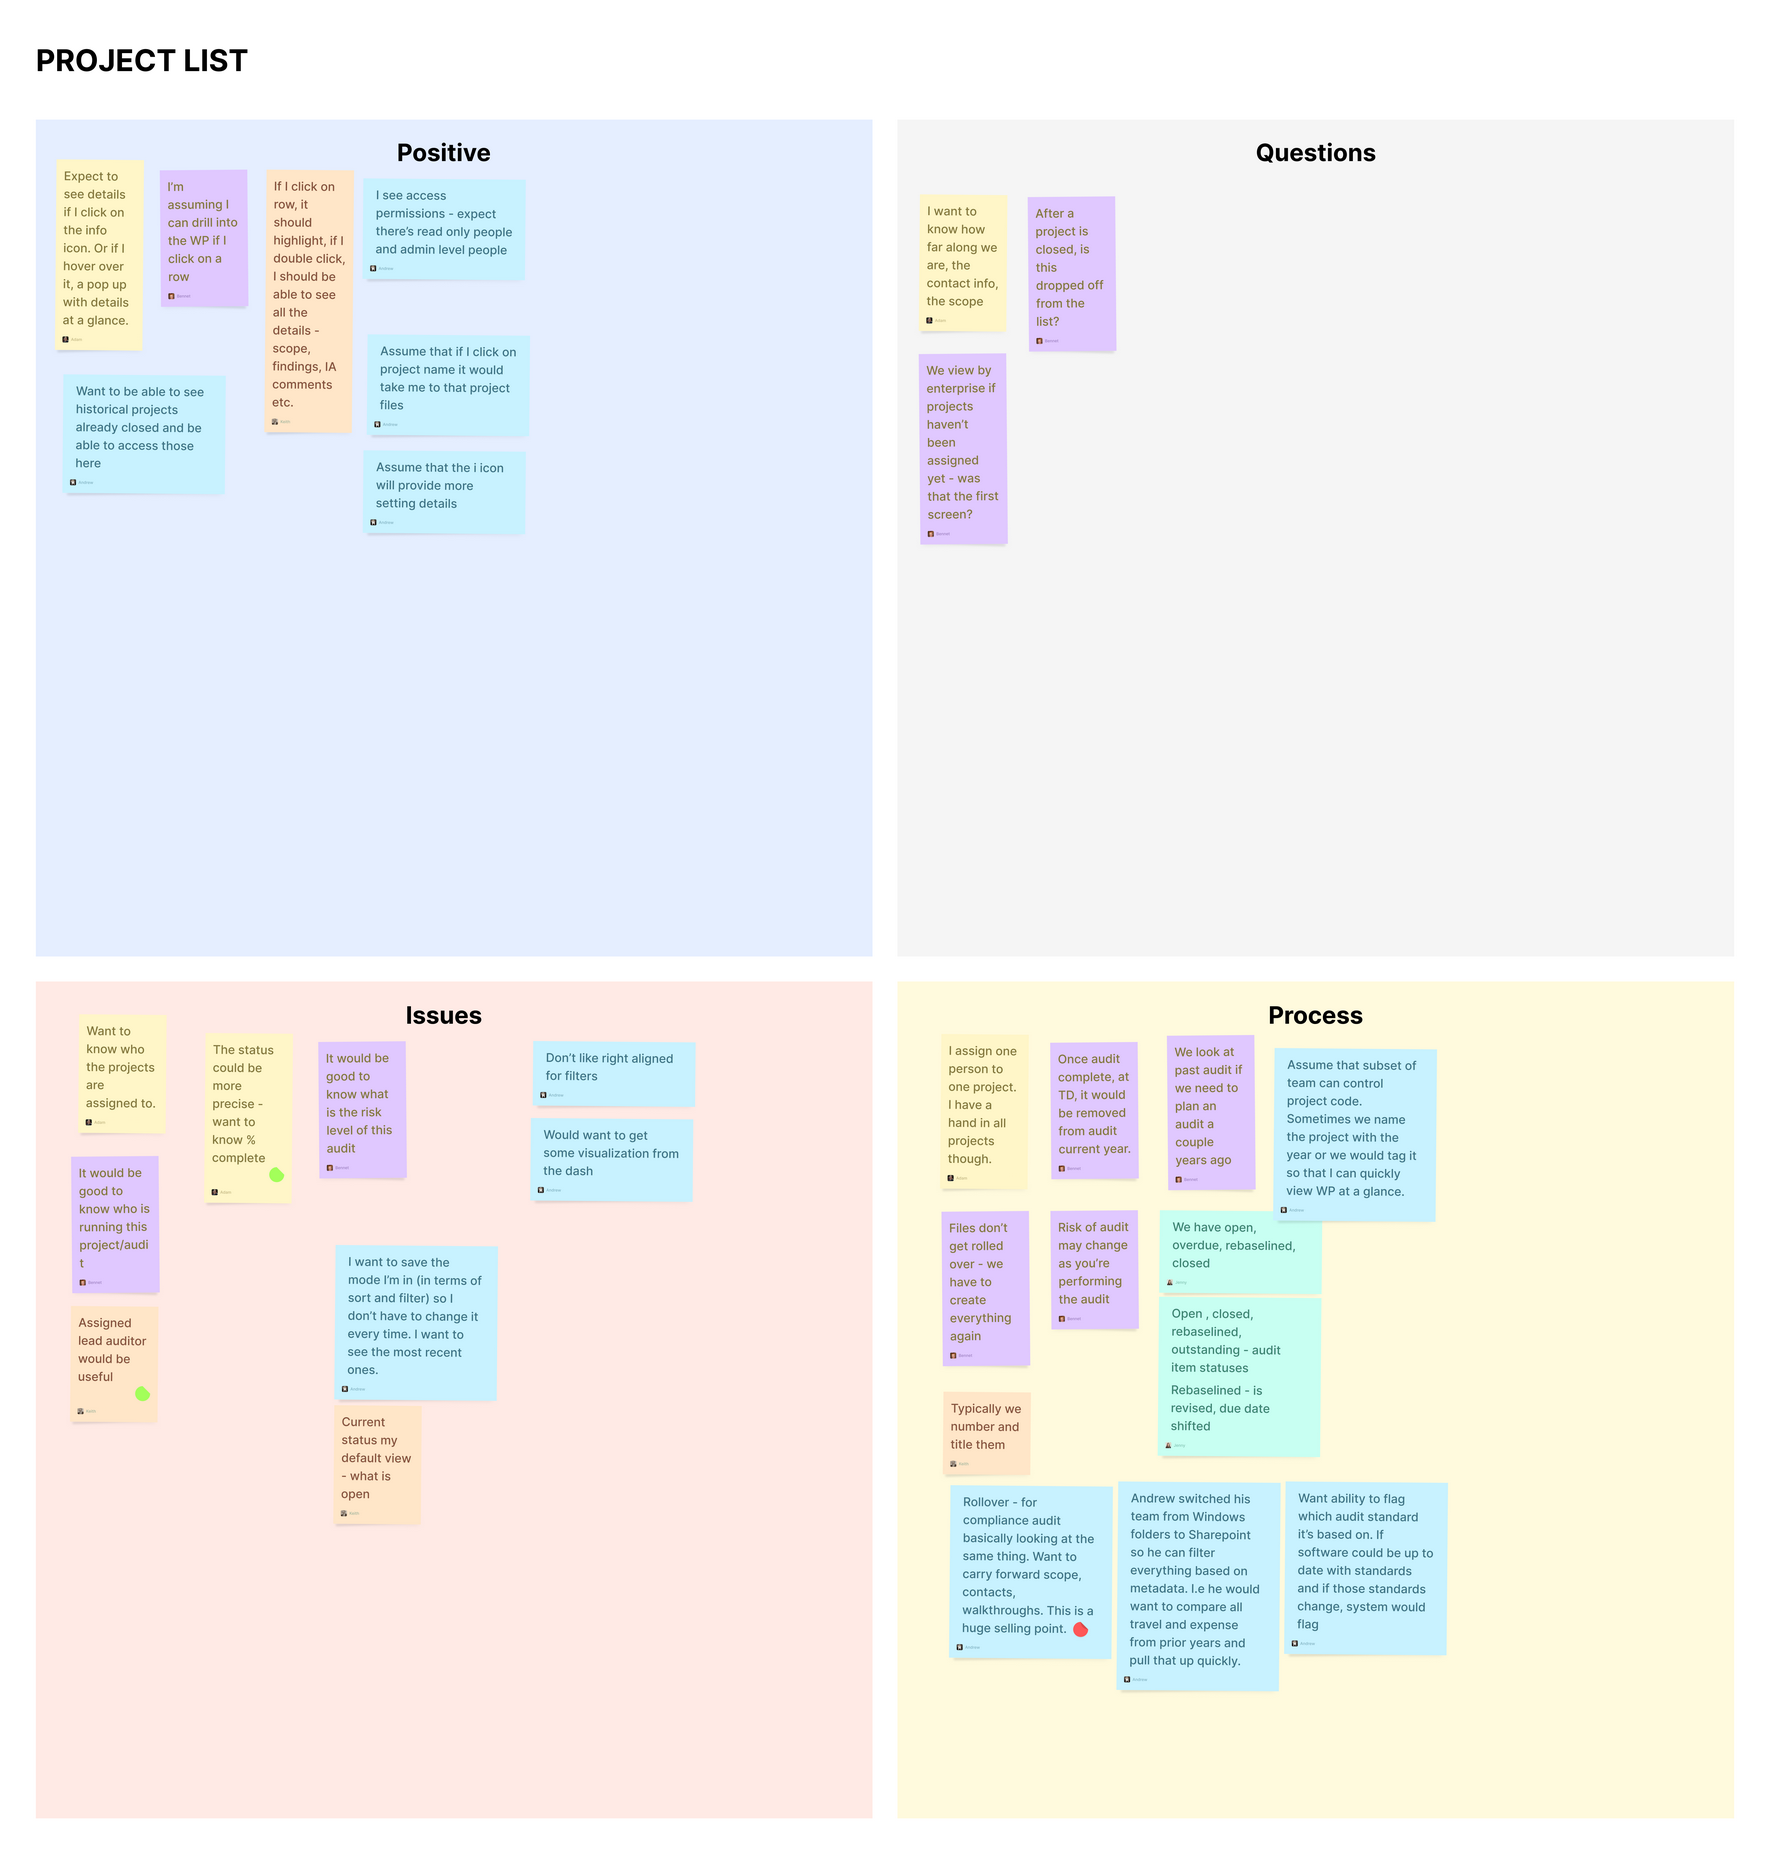 PROJECT LIST
Positive
Expect to
see details
if I click on
the info
icon. Or if I
hover over
it, a pop up
with details
at a glance.
Adam
I'm
assuming I
can drill into
the WP if I
click on a
row
If I click on
row, it
should
highlight, if I
double click,
I should be
able to see
all the
details -
scope,
findings, IA
comments
etc.
I see access
permissions - expect
there's read only people
and admin level people
Andrew
Assume that if I click on
project name it would
take me to that project
files
Andrew
Assume that the i icon
will provide more
setting details
Andrew
Want to be able to see
historical projects
already closed and be
able to access those
here
Andrew
Questions
I want to
know how
far along we
are, the
contact info,
the scope
Adam
After a
project is
closed, is
this
dropped off
from the
list?
We view by
enterprise if
projects
haven't
been
assigned
yet - was
that the first
screen?
Issues
Want to
know who
the projects
are
assigned to.
Adam
It would be
good to
know who is
running this
project/audi
t
Assigned
lead auditor
would be
useful
The status
could be
more
precise -
want to
know %
complete
Adam
It would be
good to
know what
is the risk
level of this
audit
Don't like right aligned
for filters
Andrew
Would want to get
some visualization from
the dash
Andrew
I want to save the
mode I'm in (in terms of
sort and filter) so I
don't have to change it
every time. I want to
see the most recent
ones.
Andrew
Current
status my
default view
- what is
open
Process
I assign one
person to
one project.
I have a
hand in all
projects
though.
Adam
Once audit
complete, at
TD, it would
be removed
from audit
current year.
We look at
past audit if
we need to
plan an
audit a
couple
years ago
Assume that subset of
team can control
project code.
Sometimes we name
the project with the
year or we would tag it
so that I can quickly
view WP at a glance.
Andrew
Files don't
get rolled
over - we
have to
create
everything
again
Risk of audit
may change
as you're
performing
the audit
We have open,
overdue, rebaselined,
closed
Open , closed,
rebaselined,
outstanding - audit
item statuses
Rebaselined - is
revised, due date
shifted
Typically we
number and
title them
Rollover - for
compliance audit
basically looking at the
same thing. Want to
carry forward scope,
contacts,
walkthroughs. This is a
huge selling point.
Andrew
Andrew switched his
team from Windows
folders to Sharepoint
so he can filter
everything based on
metadata. I.e he would
want to compare all
travel and expense
from prior years and
pull that up quickly.
Andrew
Want ability to flag
which audit standard
it's based on. If
software could be up to
date with standards
and if those standards
change, system would
flag
Andrew